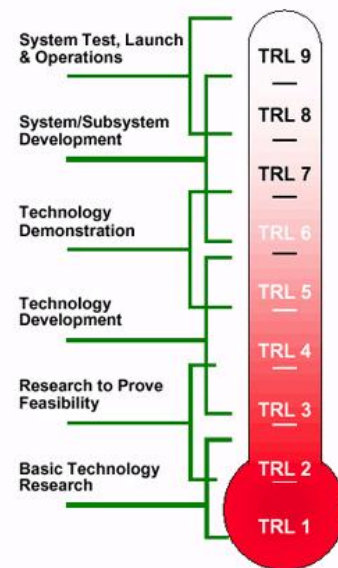 System Test, Launch
& Operations
System/Subsystem
Development
Technology
Demonstration
Technology
Development
Research to Prove
Feasibility
Basic Technology
Research
TRL 9
TRL 8
TRL 7
TRL 6
TRL 5
TRL 4
TRL 3
TRL 2
TRL 1